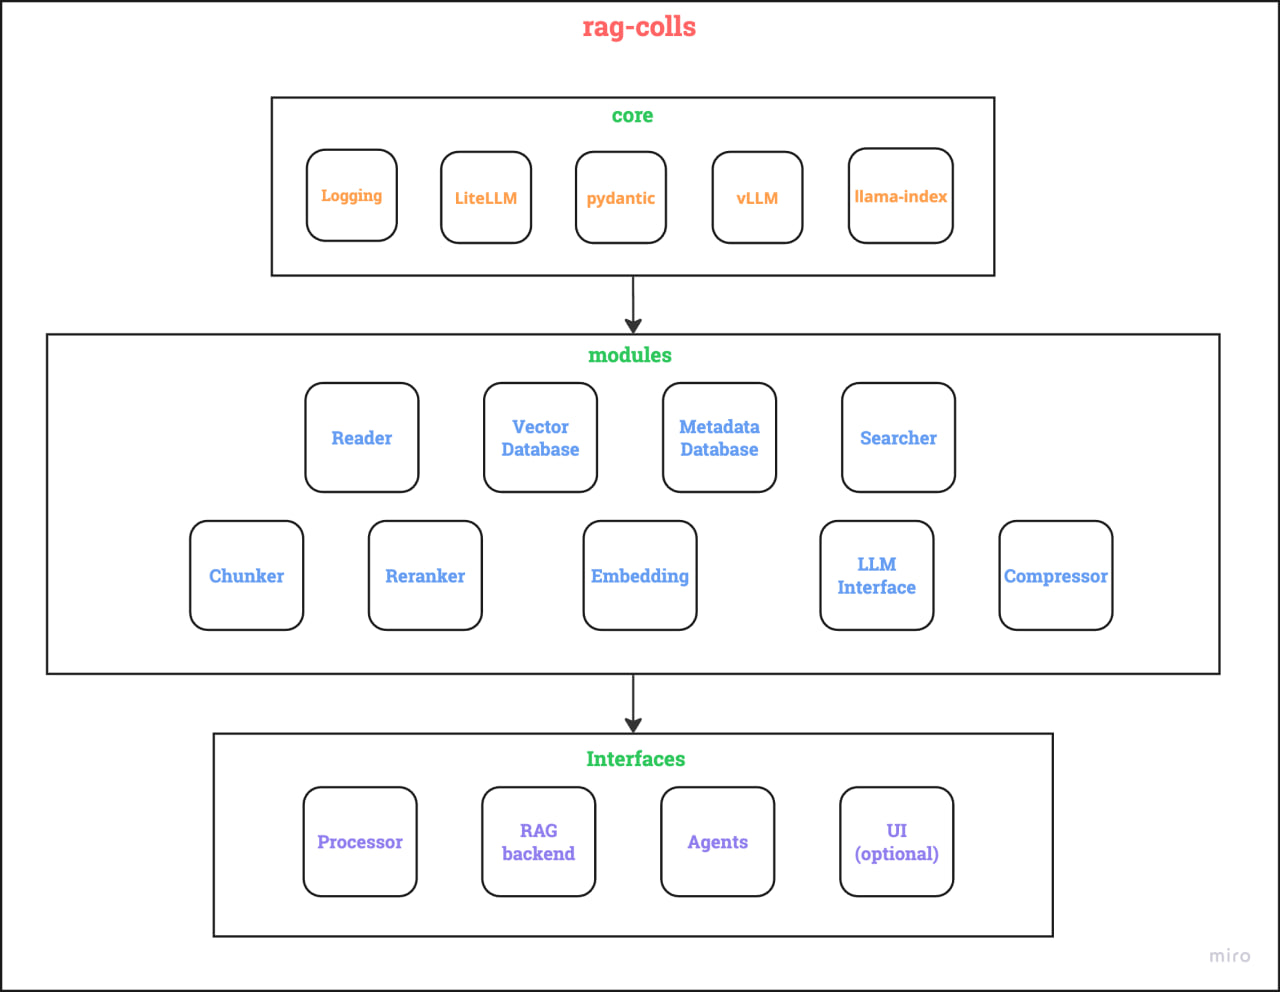 rag-colls
core
Logging
LiteLLM
pydantic
vLLM
llama-index
modules
Reader
Vector
Database
Metadata
Database
Searcher
Chunker
Reranker
Embedding
LLM
Interface
Compressor
Interfaces
Processor
RAG
backend
Agents
UI
(optional)
miro